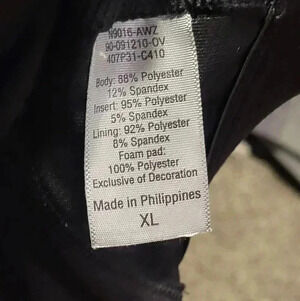 N9016-AWZ
90-091210-OV
407P31-C410
Body: 88% Polyester
12% Spandex
Insert: 95% Polyester
5% Spandex
Lining: 92% Polyester
8% Spandex
Foam pad:
100% Polyester
Exclusive of Decoration
Made in Philippines
XL